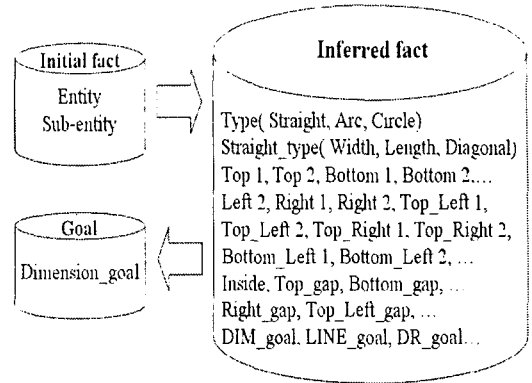 Initial fact
Entity
Sub-entity
Inferred fact
Type( Straight, Arc, Circle)
Straight_type( Width, Length, Diagonal)
Top 1, Top 2, Bottom 1, Bottom 2,…
Left 2, Right 1, Right 2, Top_Left 1,
Top_Left 2, Top_Right 1, Top_Right 2,
Bottom_Left 1, Bottom_Left 2, …
Inside, Top_gap, Bottom_gap, …
Right_gap, Top_Left_gap, …
DIM_goal, LINE_goal, DR_goal…
Goal
Dimension_goal